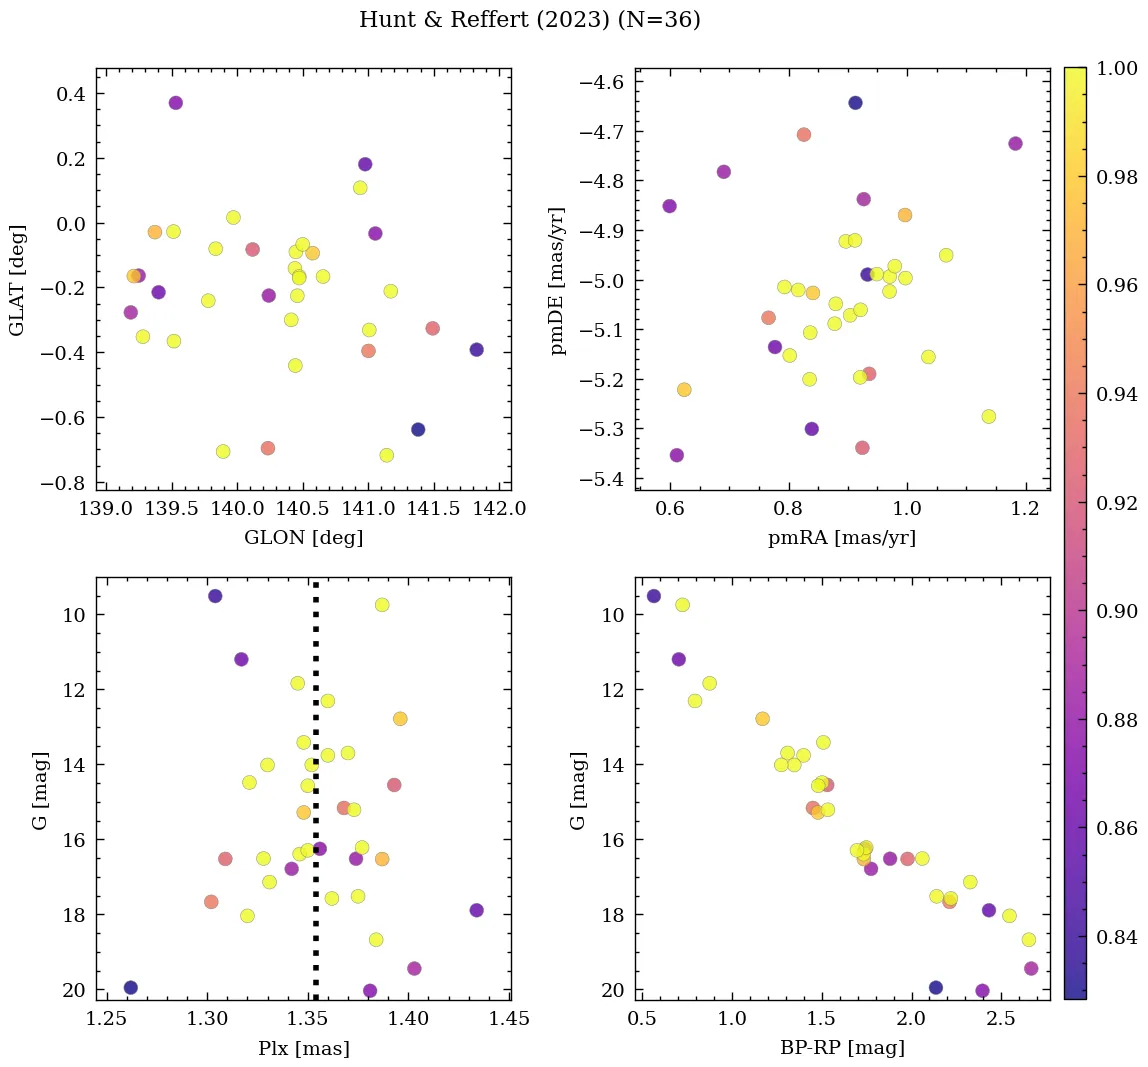 Hunt & Reffert (2023) (N=36)
0.4
0.2
0.0
−0.2
−0.4
−0.6
−0.8
GLAT [deg]
139.0 139.5 140.0 140.5 141.0 141.5 142.0
GLON [deg]
−4.6
−4.7
−4.8
−4.9
−5.0
−5.1
−5.2
−5.3
−5.4
pmDE [mas/yr]
0.6 0.8 1.0 1.2
pmRA [mas/yr]
10
12
14
16
18
20
G [mag]
1.25 1.30 1.35 1.40 1.45
Plx [mas]
10
12
14
16
18
20
G [mag]
0.5 1.0 1.5 2.0 2.5
BP-RP [mag]
1.00
0.98
0.96
0.94
0.92
0.90
0.88
0.86
0.84